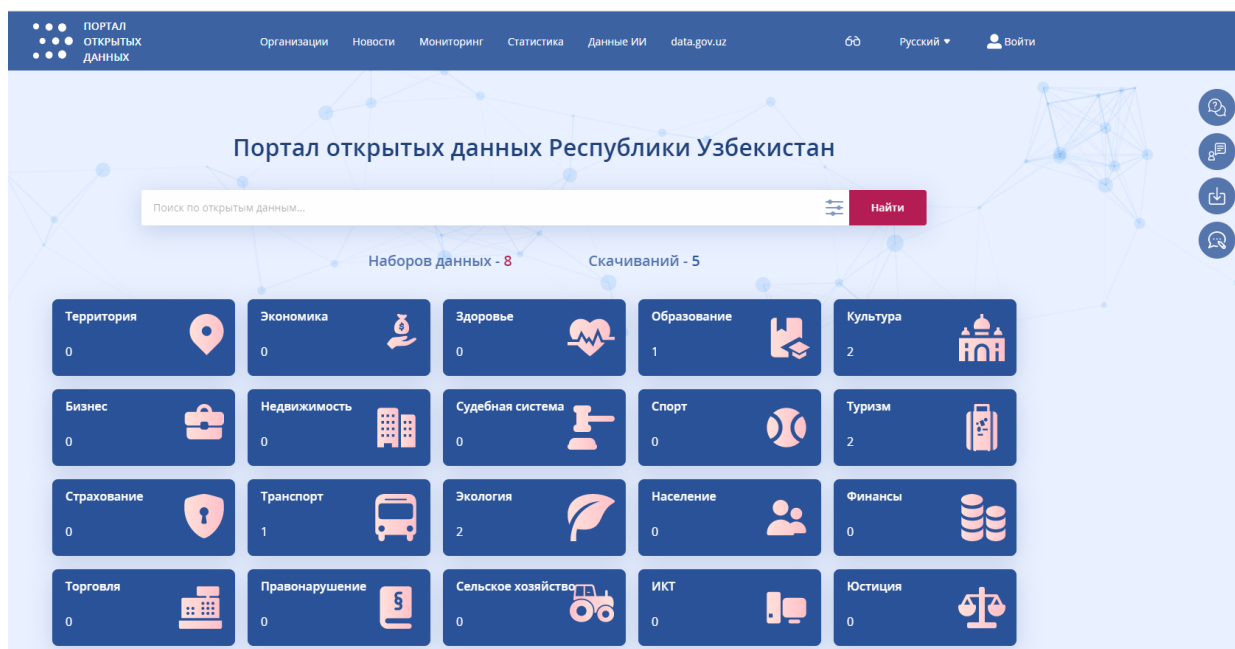 ПОРТАЛ
ОТКРЫТЫХ
ДАННЫХ
Организации Новости Мониторинг Статистика Данные ИИ data.gov.uz Русский Войти
Портал открытых данных Республики Узбекистан
Поиск по открытым данным... Найти
Наборов данных - 8 Скачиваний - 5
Территория Экономика Здоровье Образование Культура
0 0 0 1 2
Бизнес Недвижимость Судебная система Спорт Туризм
0 0 0 0 2
Страхование Транспорт Экология Население Финансы
0 1 2 0 0
Торговля Правонарушение Сельское хозяйство ИКТ Юстиция
0 0 0 0 0